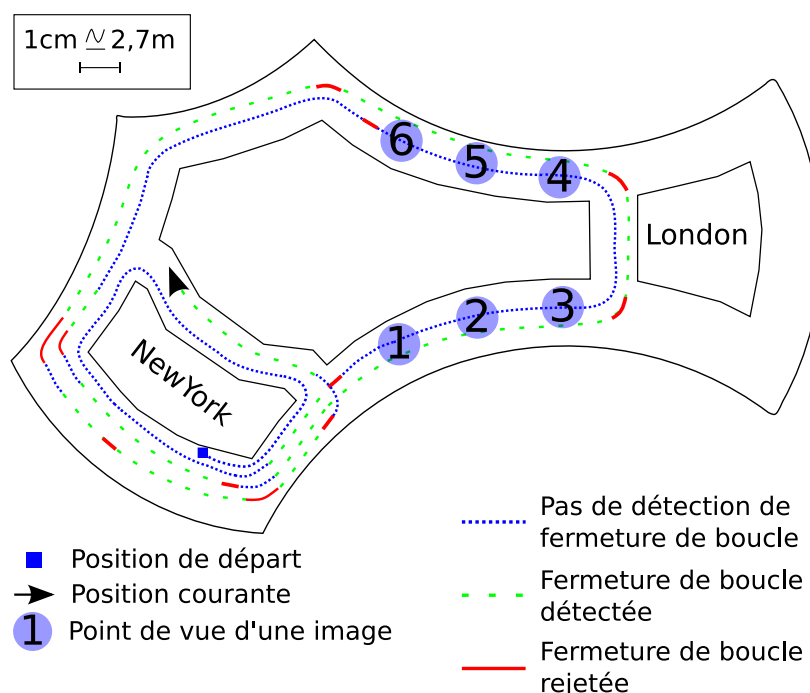 1cm ≃ 2,7m
6
5
4
London
3
2
1
NewYork
Pas de détection de
fermeture de boucle
Position de départ
Fermeture de boucle
détectée
Position courante
1 Point de vue d'une image
Fermeture de boucle
rejetée